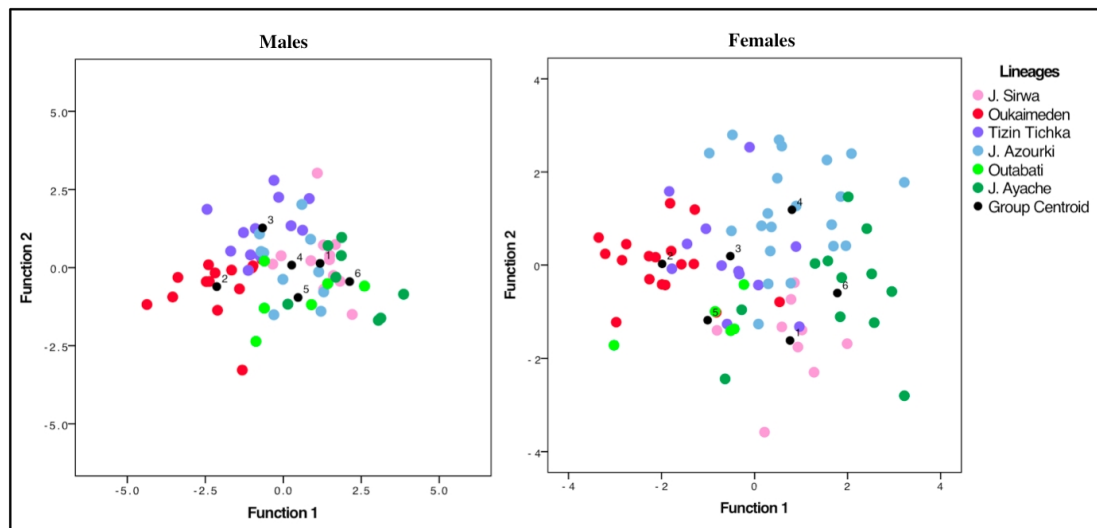 Males
Females
Function 2
5.0
2.5
0.0
-2.5
-5.0
-5.0
-2.5
0.0
2.5
5.0
Function 1
3
4
1
6
2
5
Function 2
4
2
0
- 2
- 4
- 4
- 2
0
2
4
Function 1
4
3
2
6
5
1
Lineages
J. Sirwa
Oukaimeden
Tizin Tichka
J. Azourki
Outabati
J. Ayache
Group Centroid